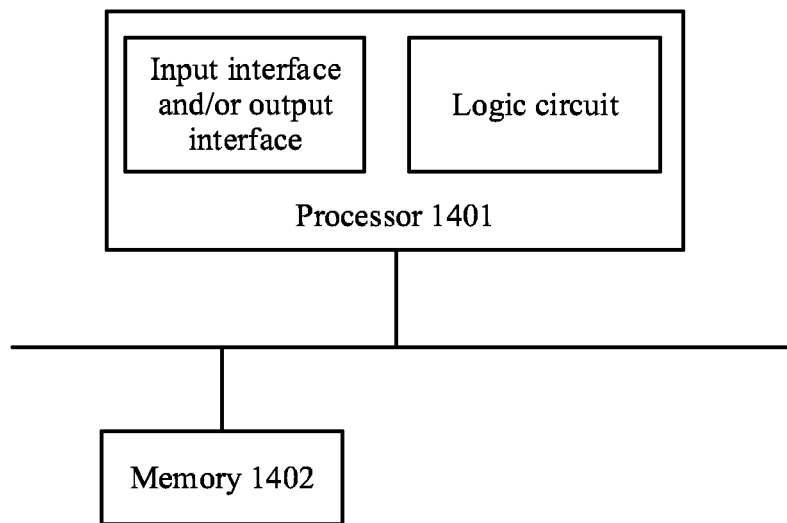 Input interface
and/or output
interface
Logic circuit
Processor 1401
Memory 1402